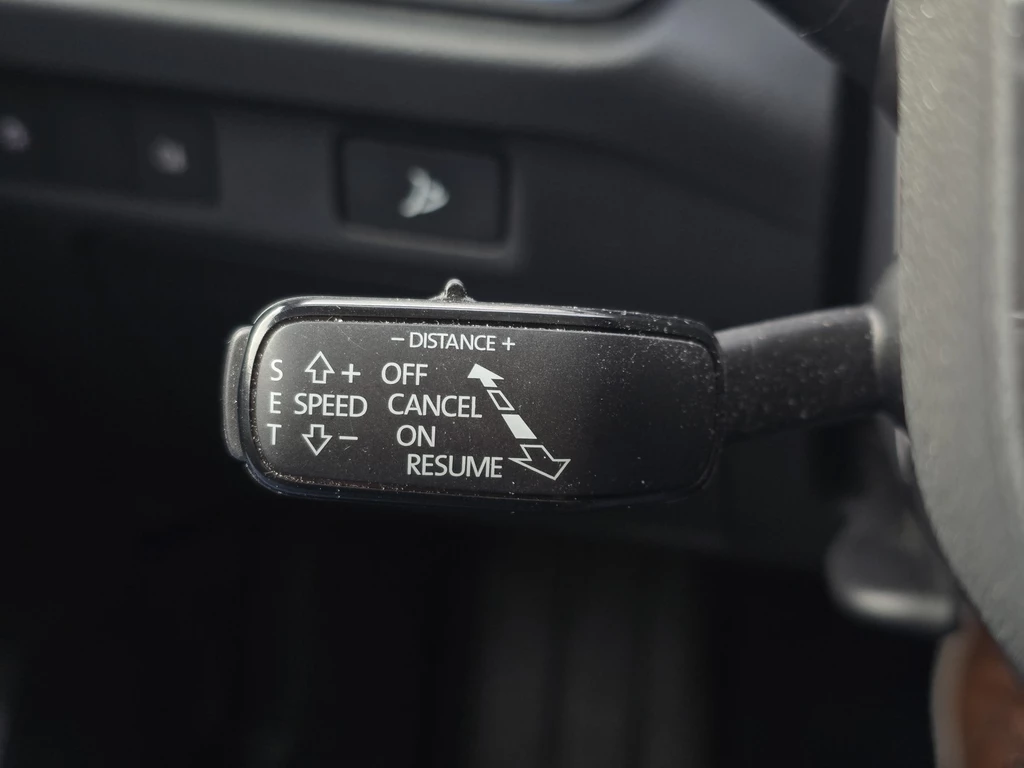 − DISTANCE +
S + OFF
E SPEED CANCEL
T − ON
RESUME